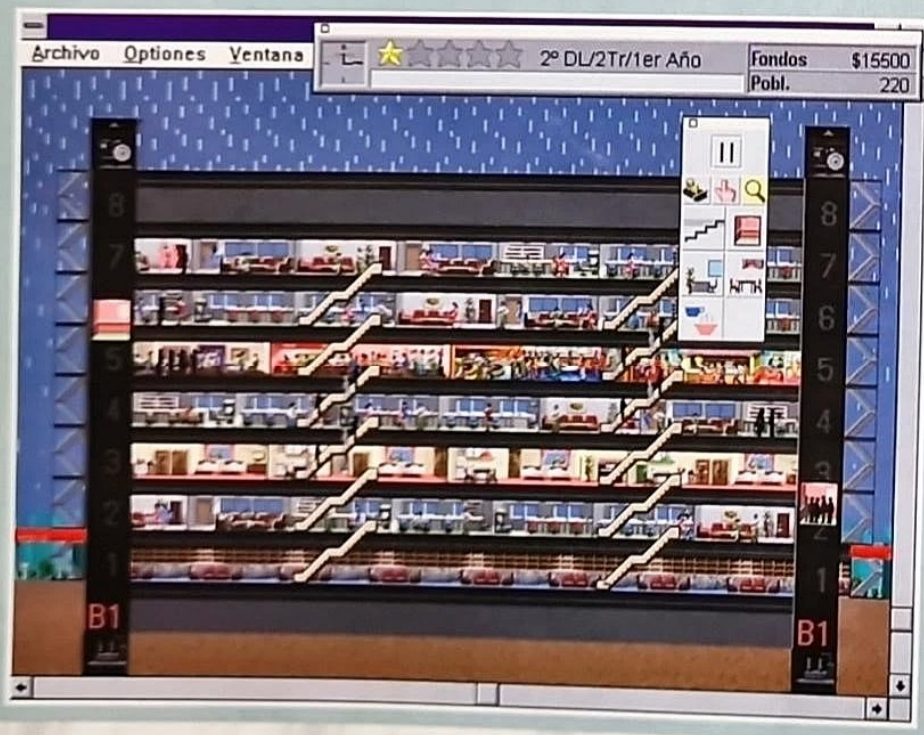 Archivo Optiones Ventana
2º DL/2Tr/1er Año
Fondos $15500
Pobl. 220
8 8
7 7
6 6
5 5
4 4
3 3
2 2
1 1
B1 B1